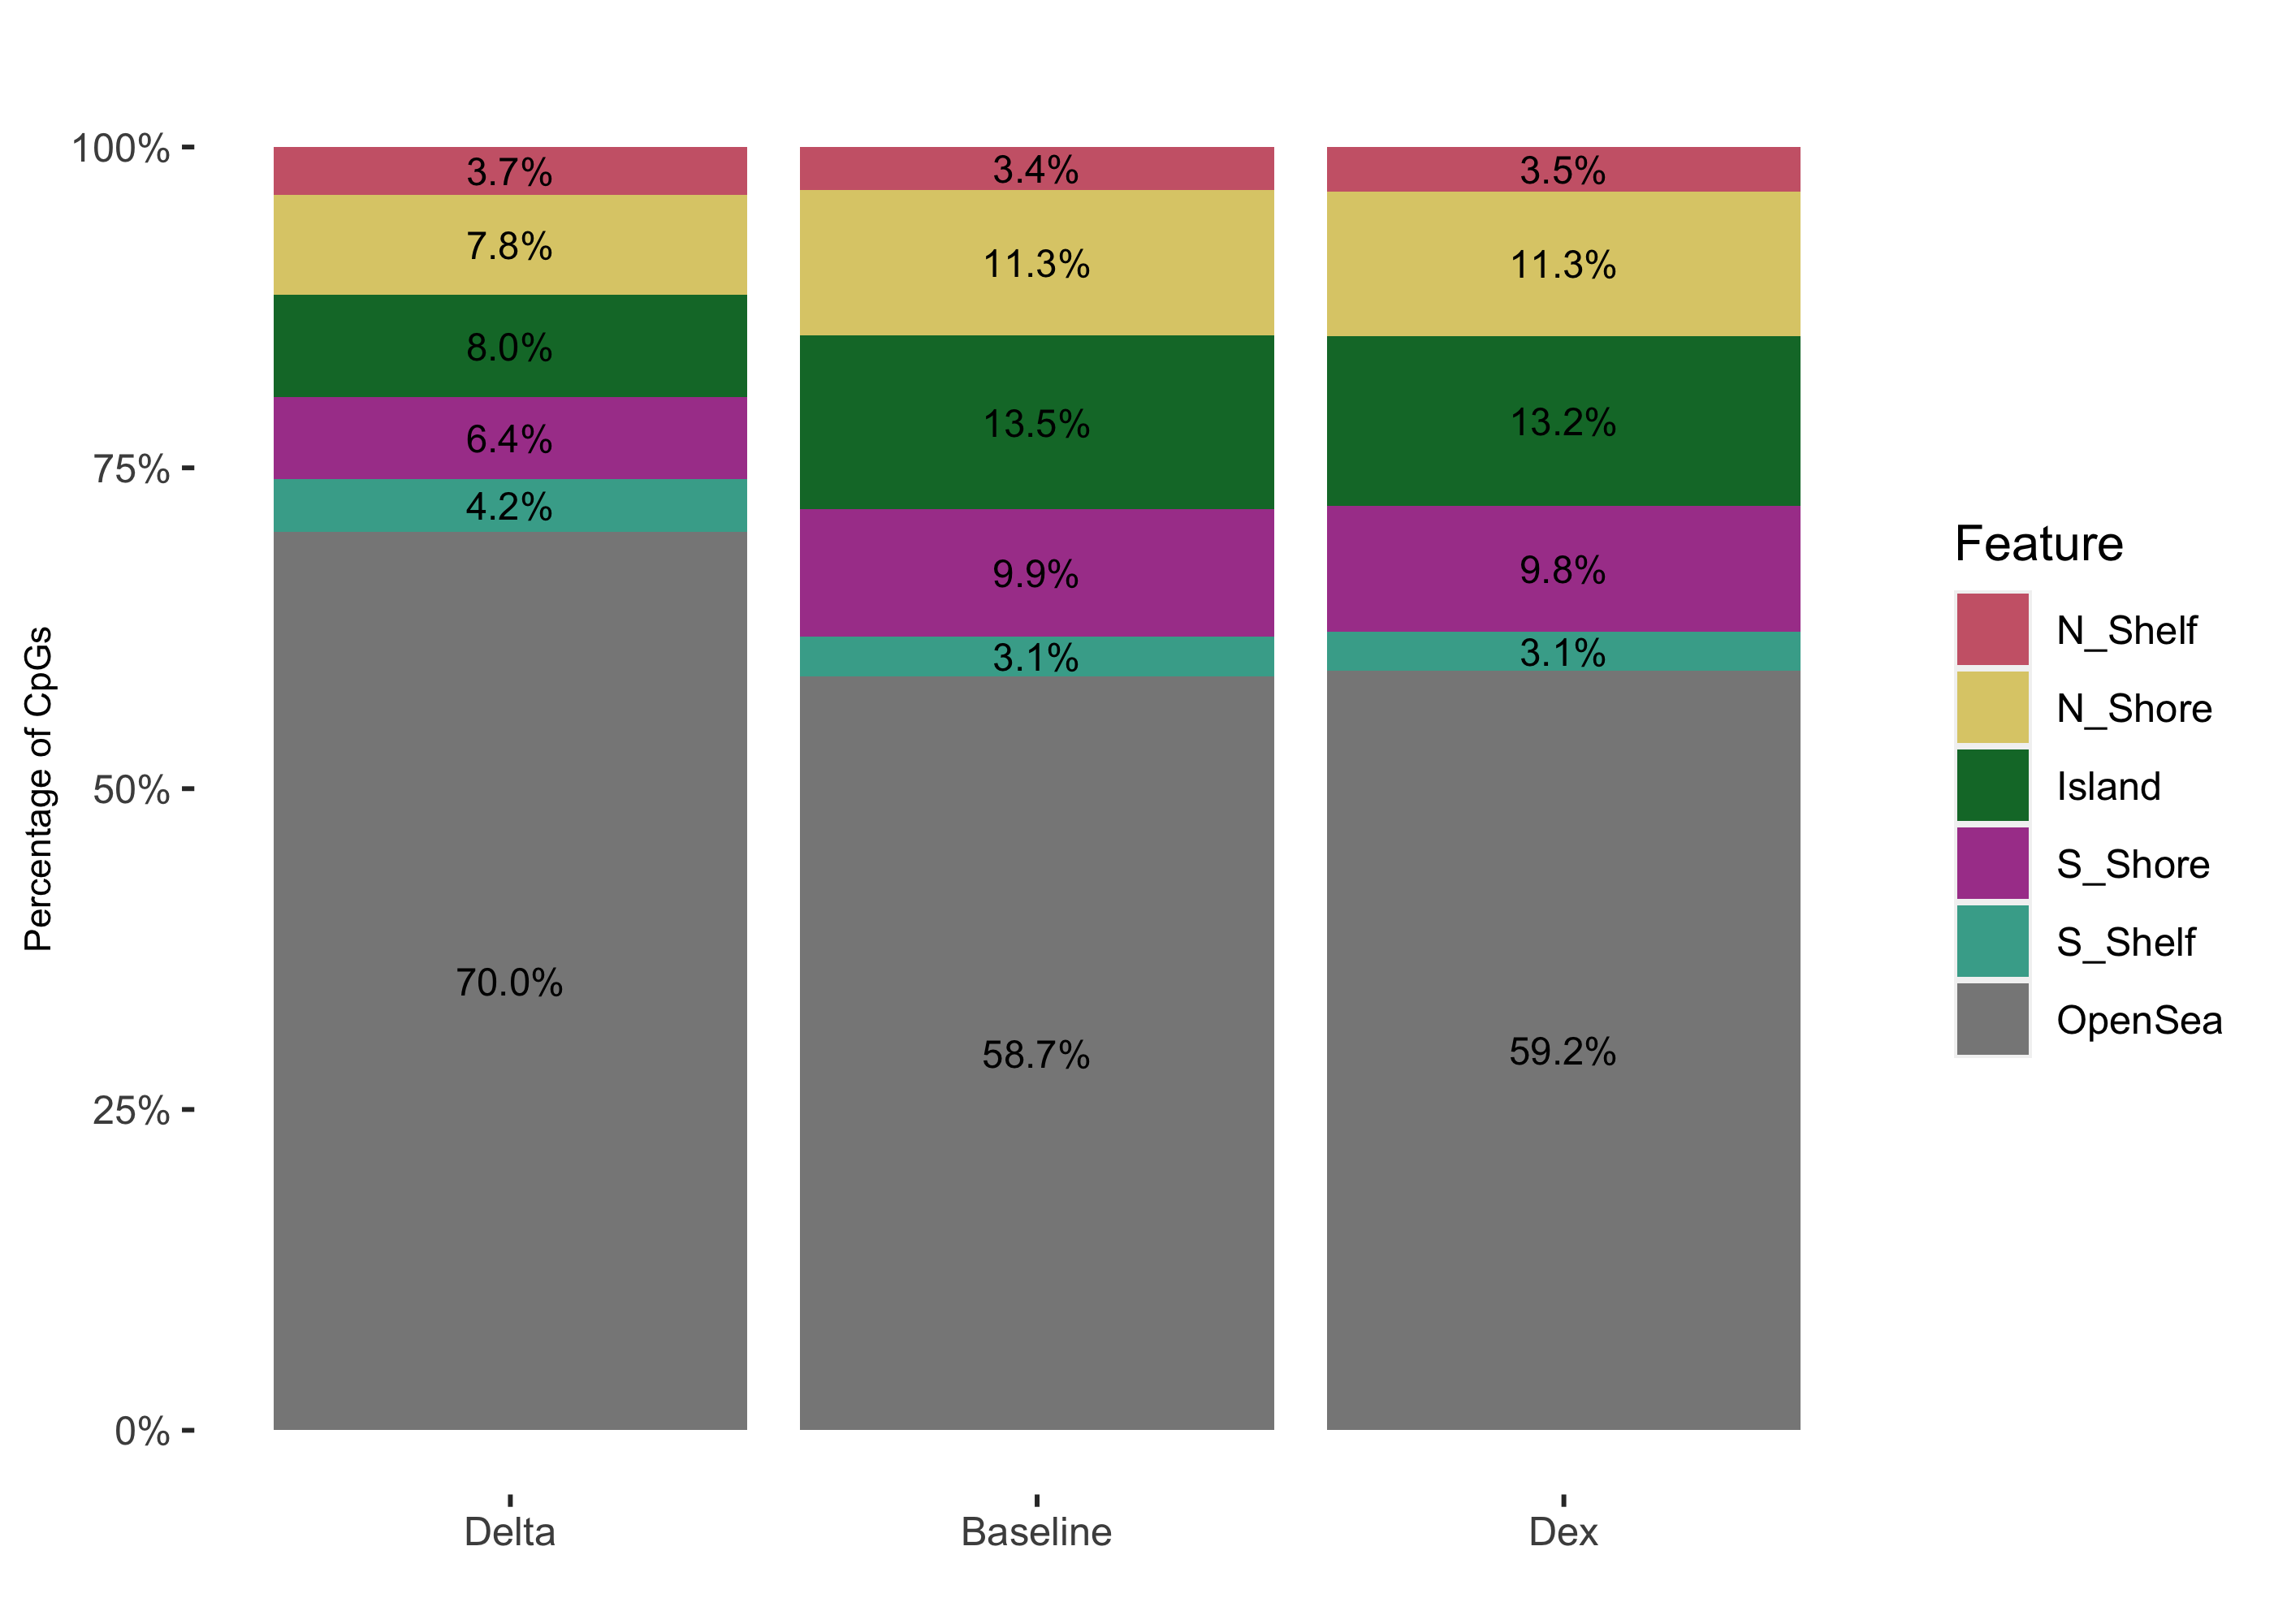 Percentage of CpGs
100%
75%
50%
25%
0%
3.7%
7.8%
8.0%
6.4%
4.2%
70.0%
3.4%
11.3%
13.5%
9.9%
3.1%
58.7%
3.5%
11.3%
13.2%
9.8%
3.1%
59.2%
Delta
Baseline
Dex
Feature
N_Shelf
N_Shore
Island
S_Shore
S_Shelf
OpenSea